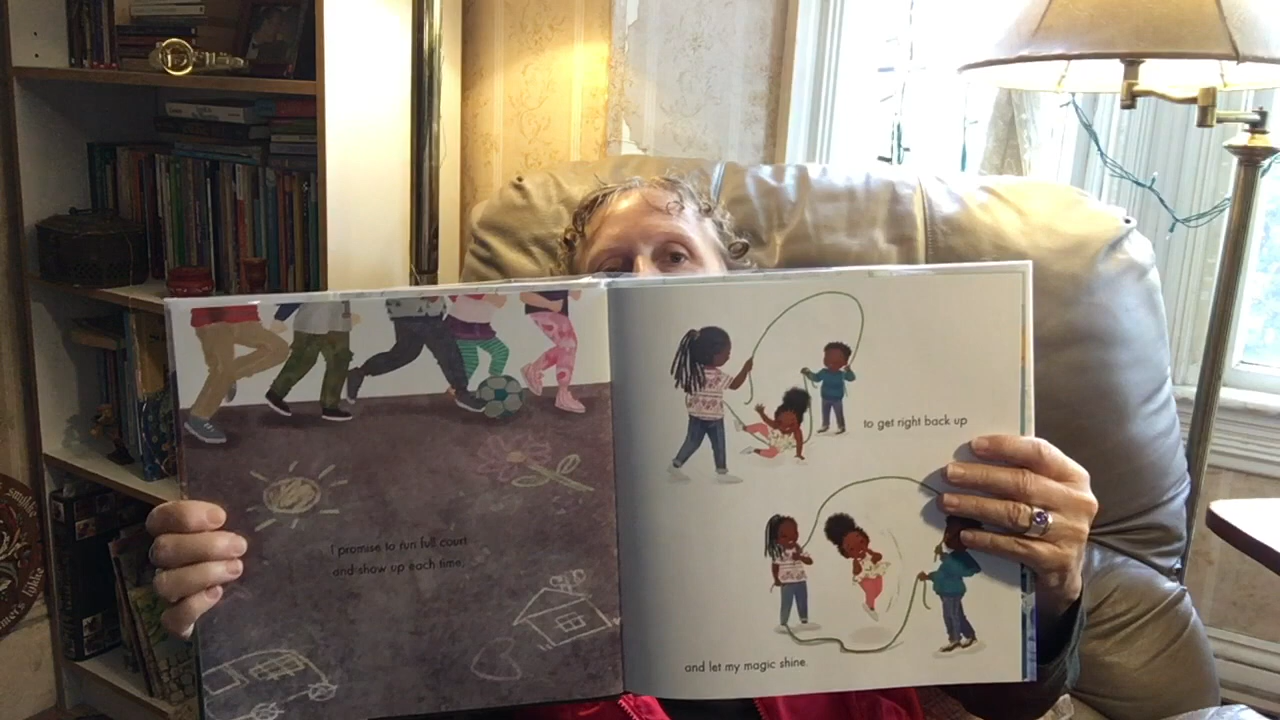 I promise to run full court
and show up each time,
to get right back up
and let my magic shine.